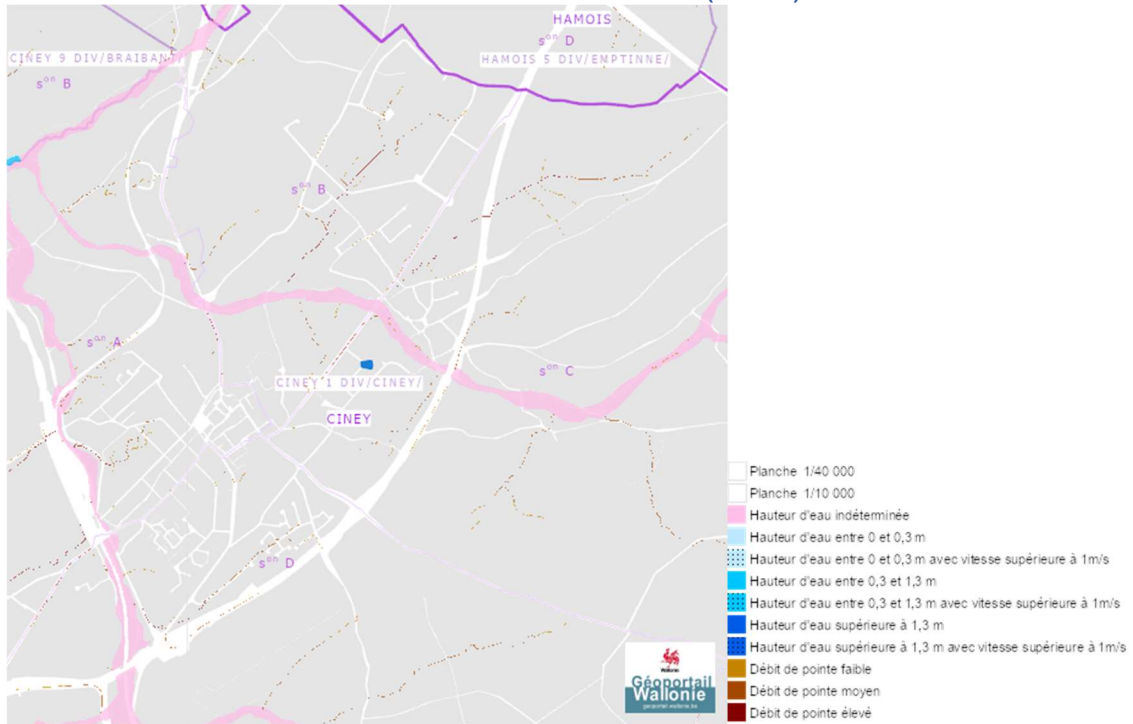 HAMOIS
sᵒⁿ D
CINEY 9 DIV/BRAIBAN
HAMOIS 5 DIV/EMPTINNE/
sᵒⁿ B
sᵒⁿ B
sᵒⁿ A
sᵒⁿ C
CINEY 1 DIV/CINEY/
CINEY
sᵒⁿ D
Wallonie
Géoportail
Wallonie
geoportail.wallonie.be
Planche 1/40 000
Planche 1/10 000
Hauteur d'eau indéterminée
Hauteur d'eau entre 0 et 0,3 m
Hauteur d'eau entre 0 et 0,3 m avec vitesse supérieure à 1m/s
Hauteur d'eau entre 0,3 et 1,3 m
Hauteur d'eau entre 0,3 et 1,3 m avec vitesse supérieure à 1m/s
Hauteur d'eau supérieure à 1,3 m
Hauteur d'eau supérieure à 1,3 m avec vitesse supérieure à 1m/s
Débit de pointe faible
Débit de pointe moyen
Débit de pointe élevé